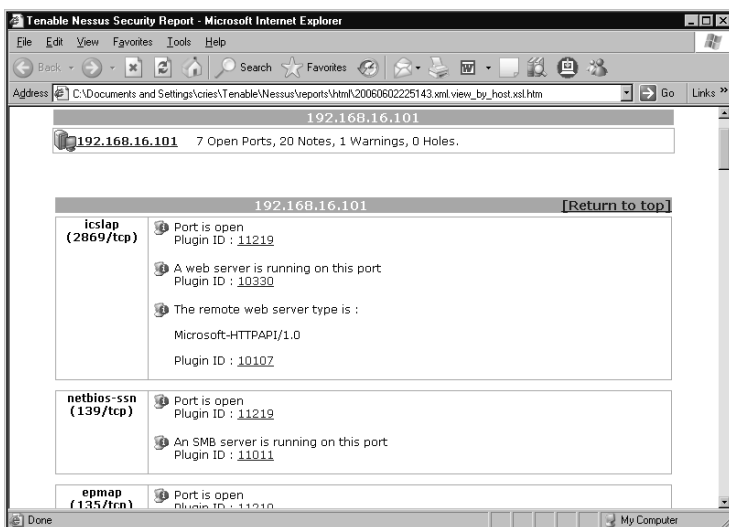 Tenable Nessus Security Report - Microsoft Internet Explorer
File Edit View Favorites Tools Help
Back Search Favorites
Address C:\Documents and Settings\cries\Tenable\Nessus\reports\html\20060602225143.xml.view_by_host.xsl.htm Go Links »
192.168.16.101
192.168.16.101 7 Open Ports, 20 Notes, 1 Warnings, 0 Holes.
192.168.16.101 [Return to top]
icslap
(2869/tcp)
Port is open
Plugin ID : 11219
A web server is running on this port
Plugin ID : 10330
The remote web server type is :
Microsoft-HTTPAPI/1.0
Plugin ID : 10107
netbios-ssn
(139/tcp)
Port is open
Plugin ID : 11219
An SMB server is running on this port
Plugin ID : 11011
epmap
(135/tcp)
Port is open
Plugin ID : 11219
Done My Computer